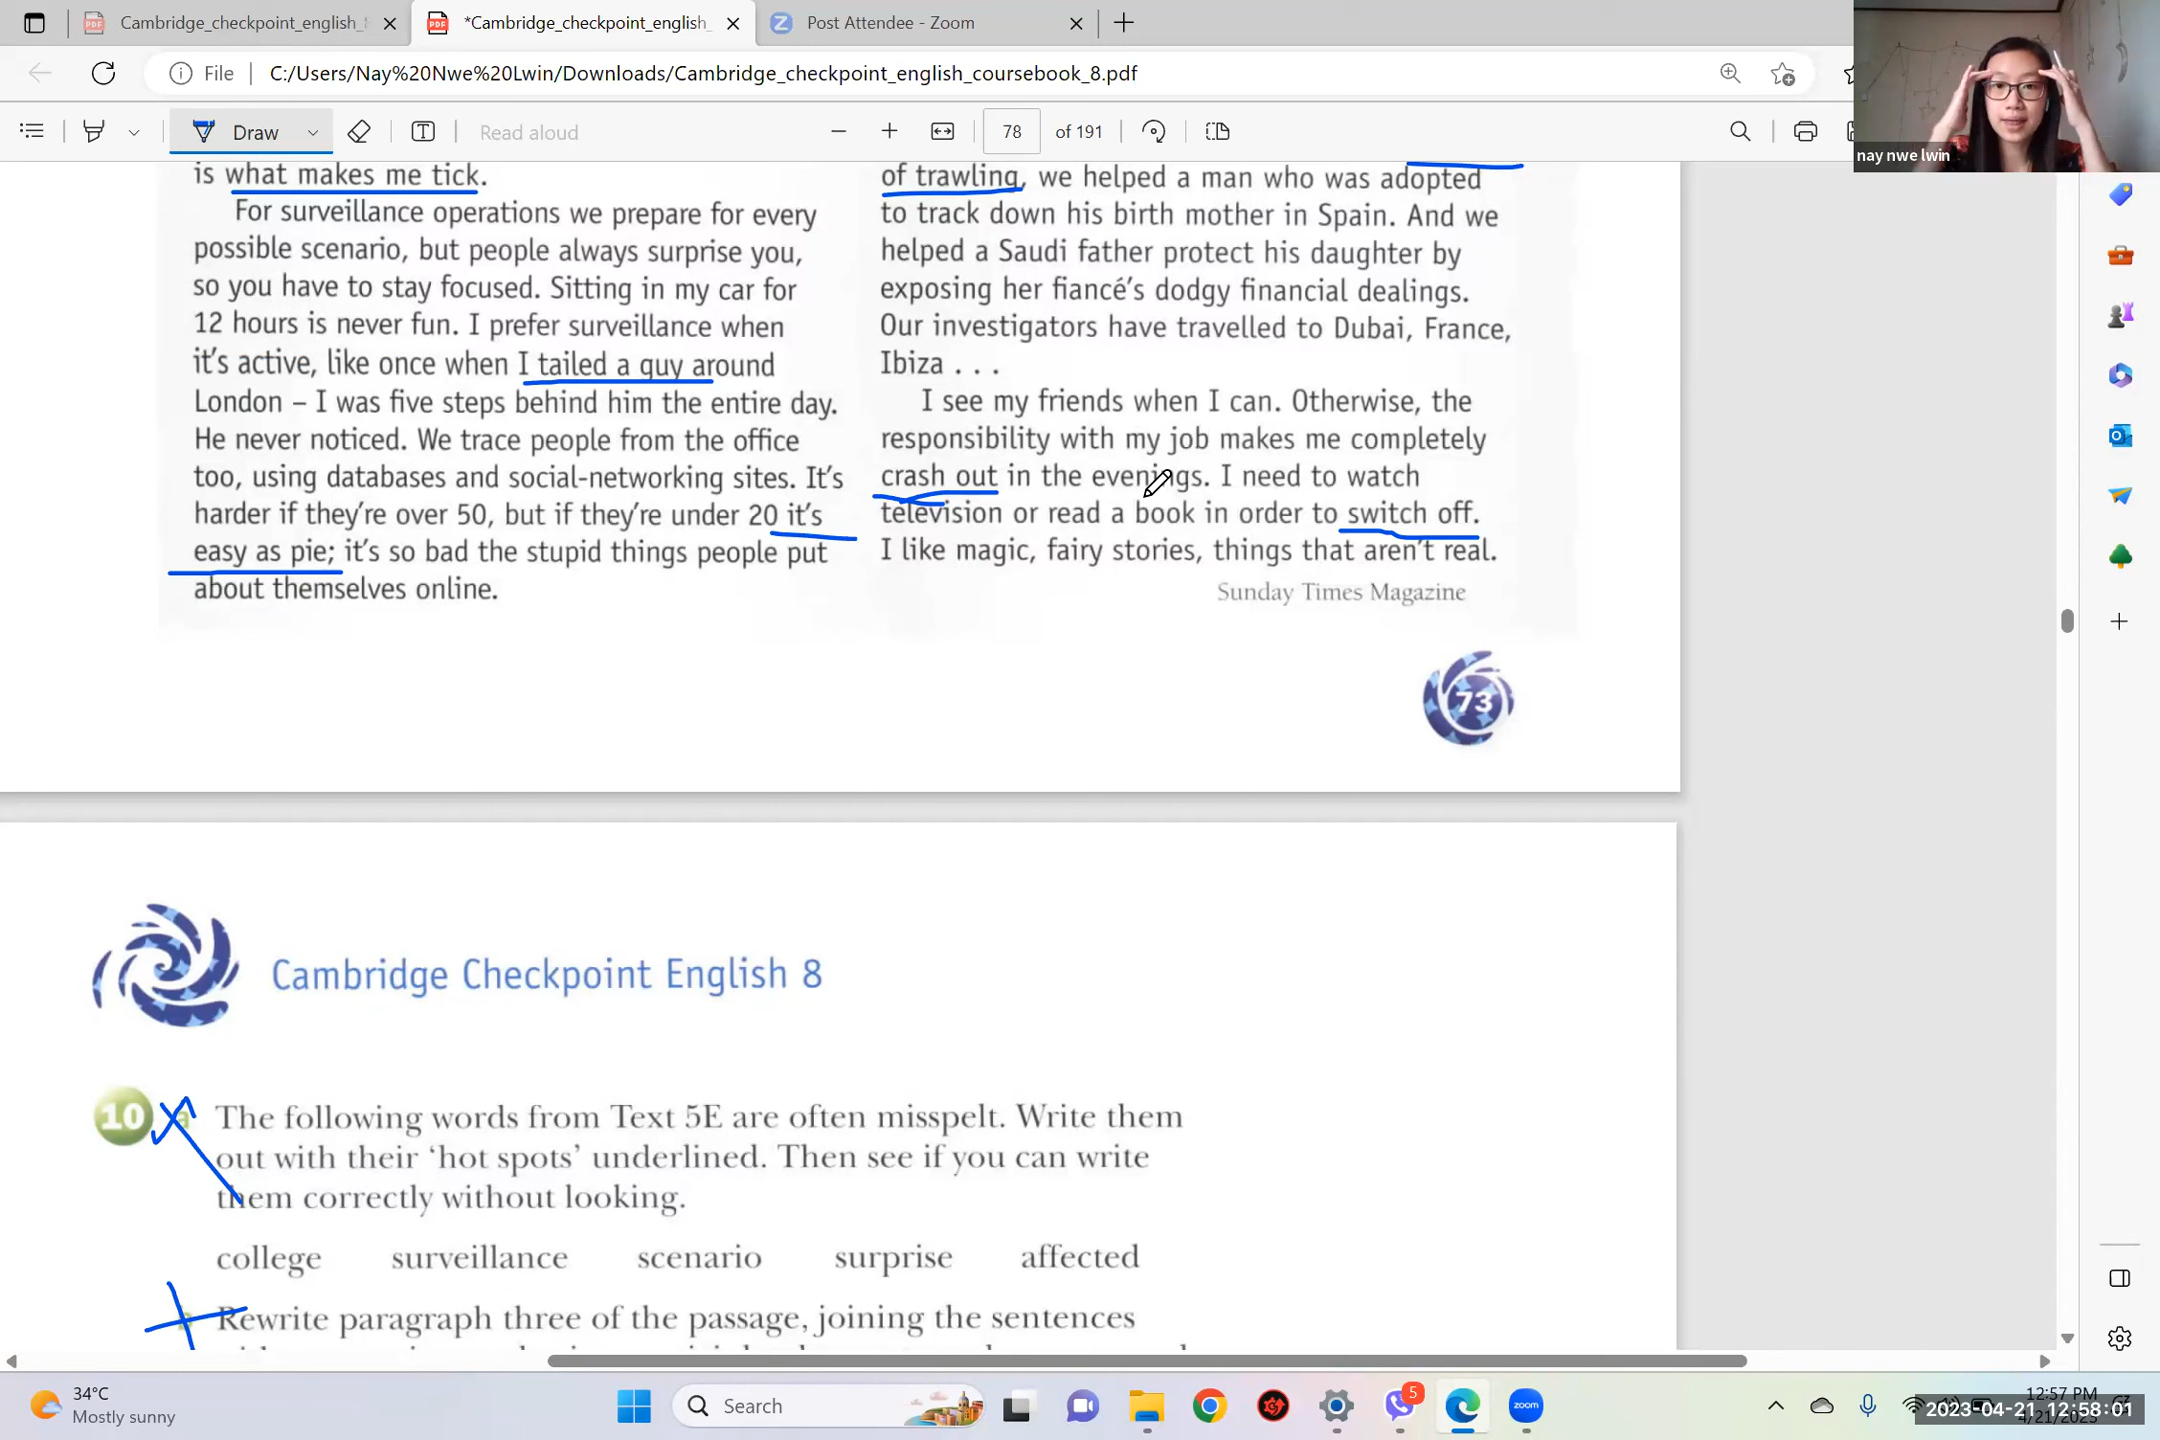 Cambridge_checkpoint_english_
*Cambridge_checkpoint_english_
Post Attendee - Zoom
File
C:/Users/Nay%20Nwe%20Lwin/Downloads/Cambridge_checkpoint_english_coursebook_8.pdf
Draw
Read aloud
78
of 191
nay nwe lwin
is what makes me tick.
For surveillance operations we prepare for every
possible scenario, but people always surprise you,
so you have to stay focused. Sitting in my car for
12 hours is never fun. I prefer surveillance when
it's active, like once when I tailed a guy around
London – I was five steps behind him the entire day.
He never noticed. We trace people from the office
too, using databases and social-networking sites. It's
harder if they're over 50, but if they're under 20 it's
easy as pie; it's so bad the stupid things people put
about themselves online.
of trawling, we helped a man who was adopted
to track down his birth mother in Spain. And we
helped a Saudi father protect his daughter by
exposing her fiancé's dodgy financial dealings.
Our investigators have travelled to Dubai, France,
Ibiza . . .
I see my friends when I can. Otherwise, the
responsibility with my job makes me completely
crash out in the evenings. I need to watch
television or read a book in order to switch off.
I like magic, fairy stories, things that aren't real.
Sunday Times Magazine
73
Cambridge Checkpoint English 8
10
The following words from Text 5E are often misspelt. Write them
out with their 'hot spots' underlined. Then see if you can write
them correctly without looking.
college surveillance scenario surprise affected
Rewrite paragraph three of the passage, joining the sentences
34°C
Mostly sunny
Search
5
zoom
12:57 PM
2023-04-21 12:58:01